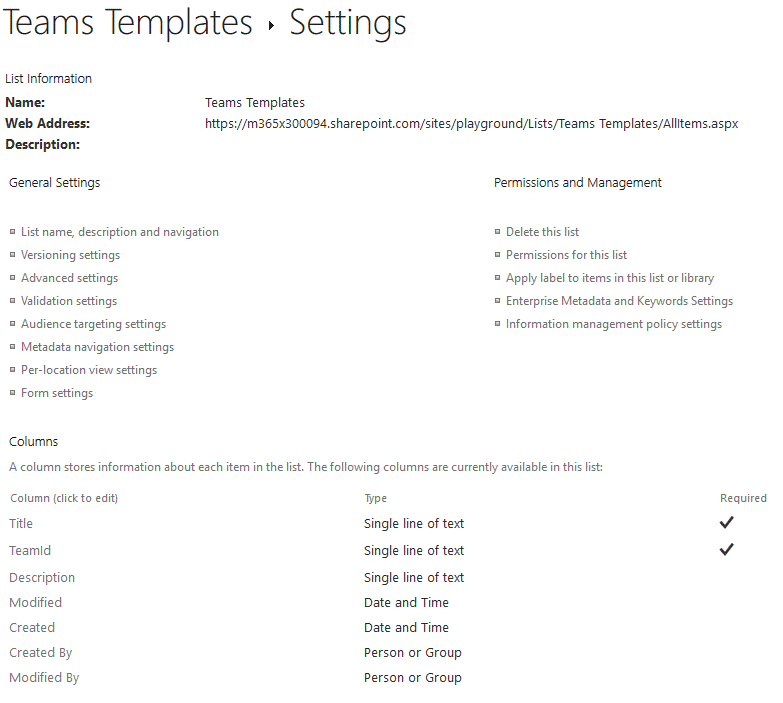 Teams Templates ▸ Settings
List Information
Name: Teams Templates
Web Address: https://m365x300094.sharepoint.com/sites/playground/Lists/Teams Templates/AllItems.aspx
Description:
General Settings
List name, description and navigation
Versioning settings
Advanced settings
Validation settings
Audience targeting settings
Metadata navigation settings
Per-location view settings
Form settings
Permissions and Management
Delete this list
Permissions for this list
Apply label to items in this list or library
Enterprise Metadata and Keywords Settings
Information management policy settings
Columns
A column stores information about each item in the list. The following columns are currently available in this list:
Column (click to edit) Type Required
Title Single line of text ✓
TeamId Single line of text ✓
Description Single line of text
Modified Date and Time
Created Date and Time
Created By Person or Group
Modified By Person or Group